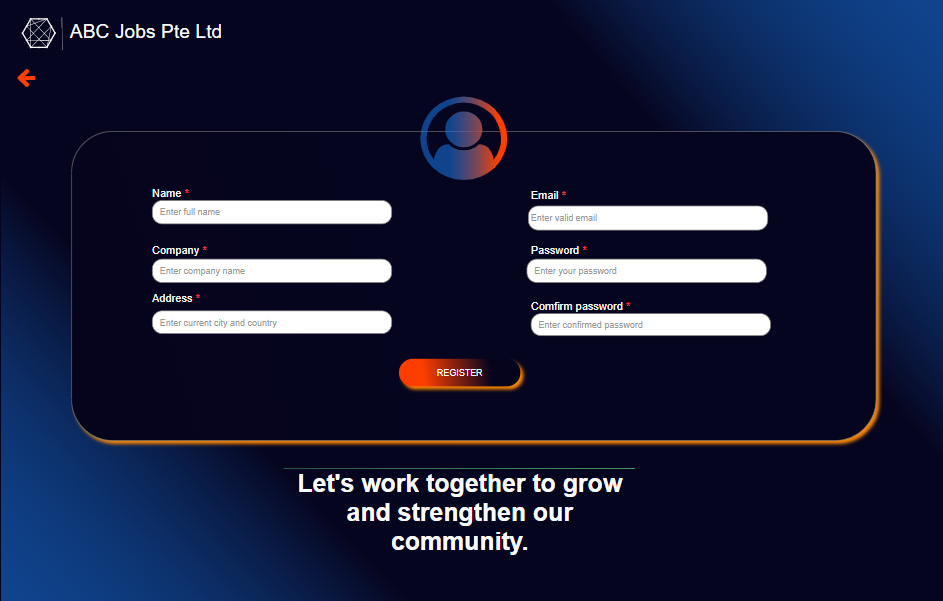 ABC Jobs Pte Ltd
Name *
Enter full name
Email *
Enter valid email
Company *
Enter company name
Password *
Enter your password
Address *
Enter current city and country
Comfirm password *
Enter confirmed password
REGISTER
Let's work together to grow
and strengthen our
community.